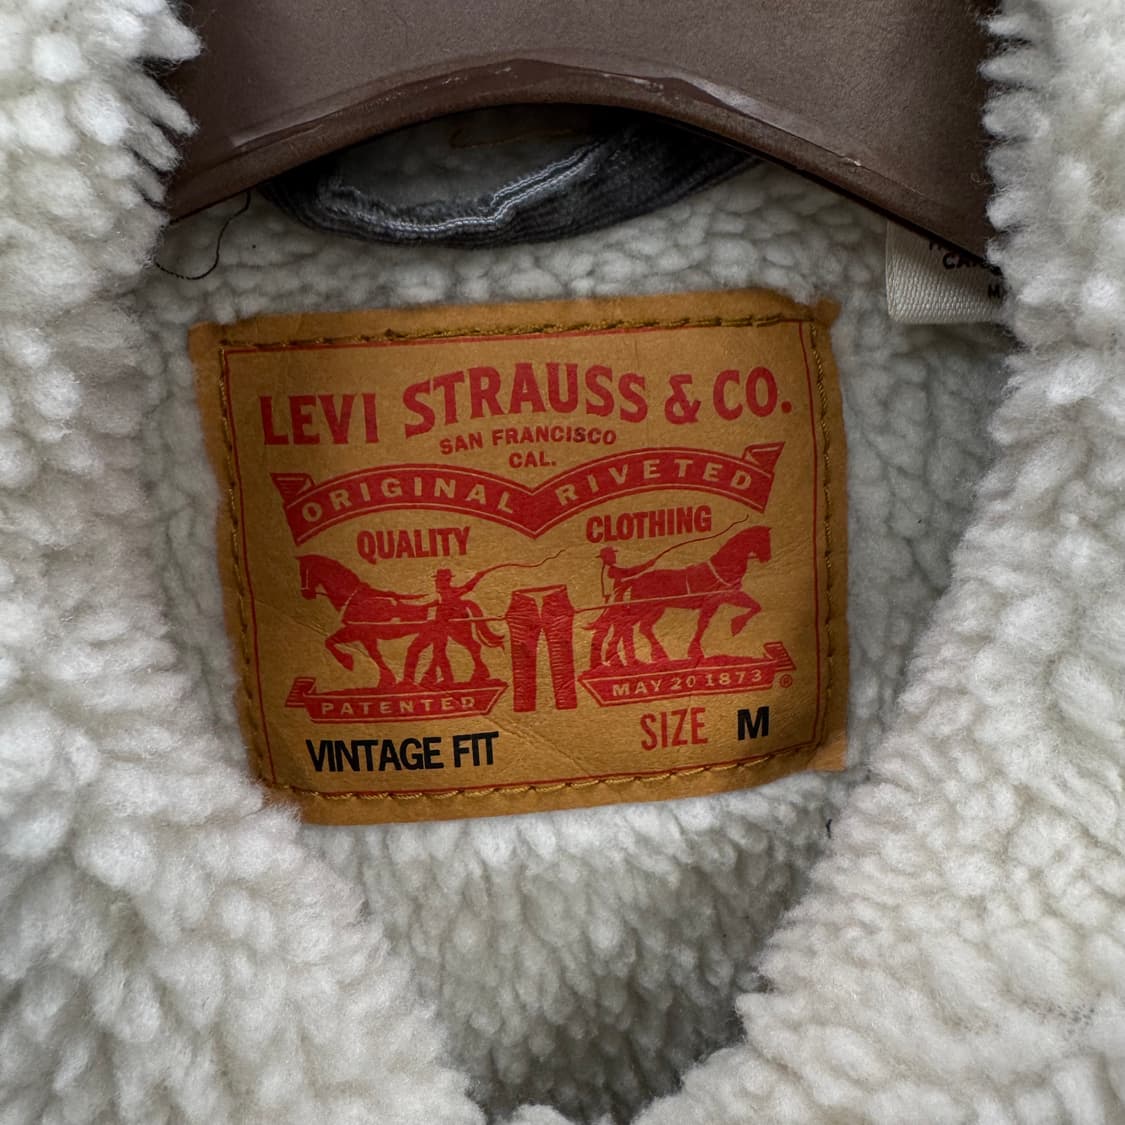 LEVI STRAUSS & CO.
SAN FRANCISCO
CAL.
ORIGINAL RIVETED
QUALITY CLOTHING
PATENTED MAY 20 1873 ®
VINTAGE FIT SIZE M